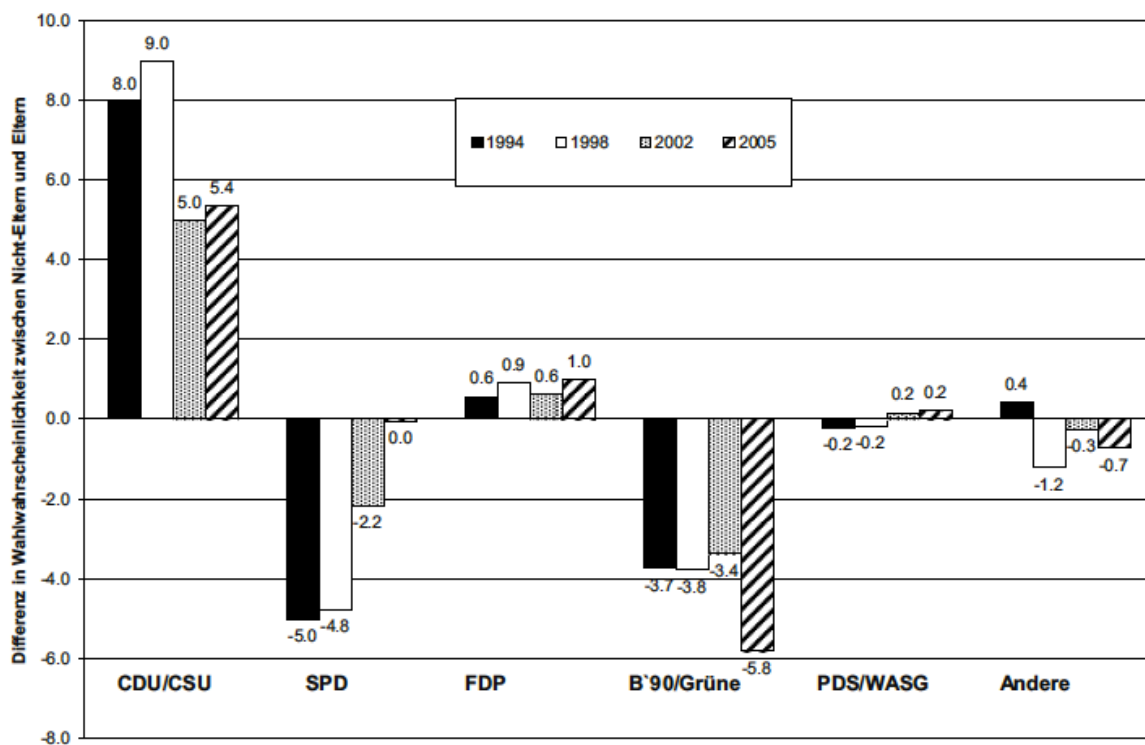 Differenz in Wahlwahrscheinlichkeit zwischen Nicht-Eltern und Eltern
10.0
8.0
6.0
4.0
2.0
0.0
-2.0
-4.0
-6.0
-8.0
1994 1998 2002 2005
8.0 9.0 5.0 5.4
-5.0 -4.8 -2.2 0.0
0.6 0.9 0.6 1.0
-3.7 -3.8 -3.4 -5.8
-0.2 -0.2 0.2 0.2
0.4 -1.2 -0.3 -0.7
CDU/CSU SPD FDP B`90/Grüne PDS/WASG Andere